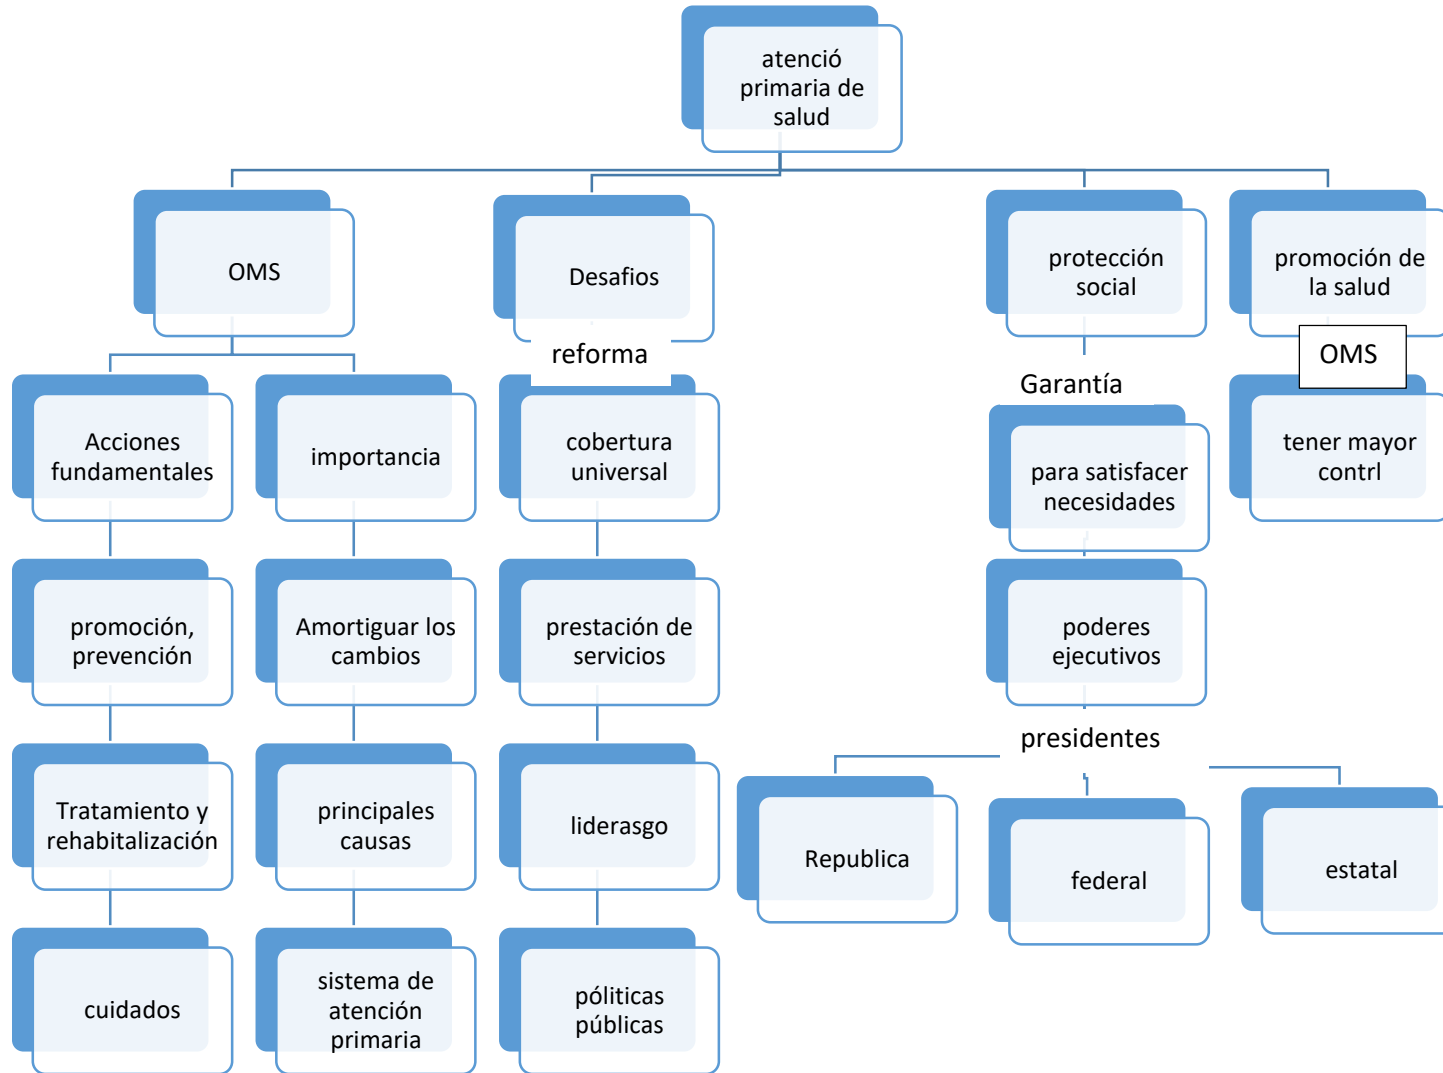 atenció
primaria de
salud
OMS
Desafios
protección
social
promoción de
la salud
reforma
Garantía
OMS
Acciones
fundamentales
importancia
cobertura
universal
para satisfacer
necesidades
tener mayor
contrl
promoción,
prevención
Amortiguar los
cambios
prestación de
servicios
poderes
ejecutivos
presidentes
Tratamiento y
rehabitalización
principales
causas
liderasgo
Republica
federal
estatal
cuidados
sistema de
atención
primaria
póliticas
públicas